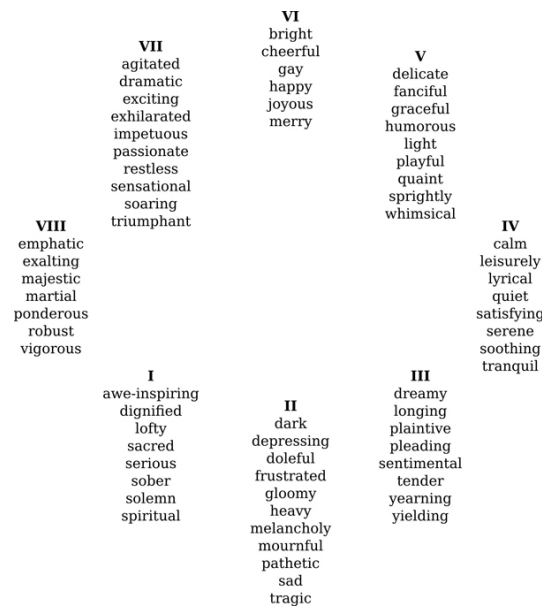 VI
bright
cheerful
gay
happy
joyous
merry
VII
agitated
dramatic
exciting
exhilarated
impetuous
passionate
restless
sensational
soaring
triumphant
V
delicate
fanciful
graceful
humorous
light
playful
quaint
sprightly
whimsical
VIII
emphatic
exalting
majestic
martial
ponderous
robust
vigorous
IV
calm
leisurely
lyrical
quiet
satisfying
serene
soothing
tranquil
I
awe-inspiring
dignified
lofty
sacred
serious
sober
solemn
spiritual
II
dark
depressing
doleful
frustrated
gloomy
heavy
melancholy
mournful
pathetic
sad
tragic
III
dreamy
longing
plaintive
pleading
sentimental
tender
yearning
yielding